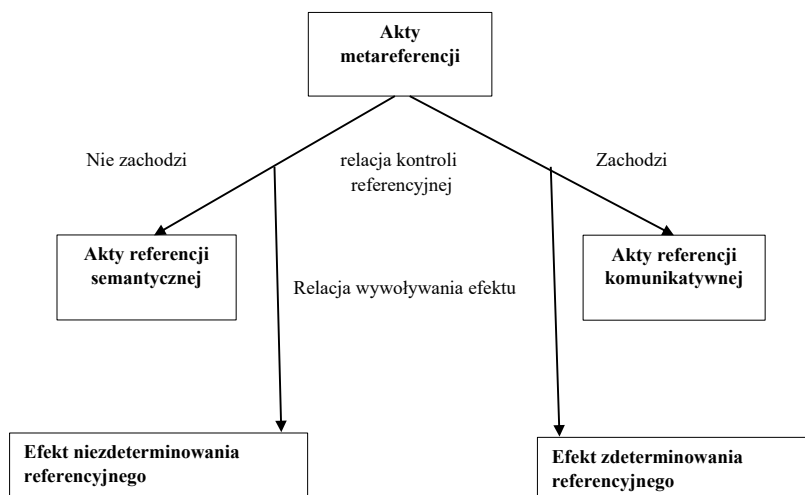 Akty
metareferencji
Nie zachodzi
relacja kontroli
referencyjnej
Zachodzi
Akty referencji
semantycznej
Akty referencji
komunikatywnej
Relacja wywoływania efektu
Efekt niezdeterminowania
referencyjnego
Efekt zdeterminowania
referencyjnego